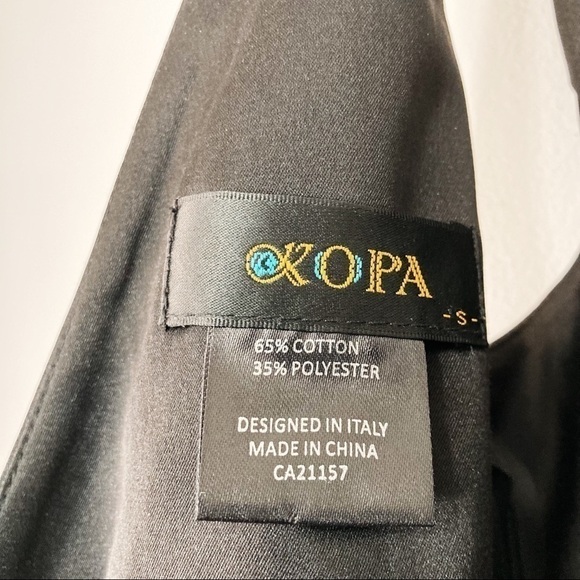 KOPA
-S-
65% COTTON
35% POLYESTER
DESIGNED IN ITALY
MADE IN CHINA
CA21157